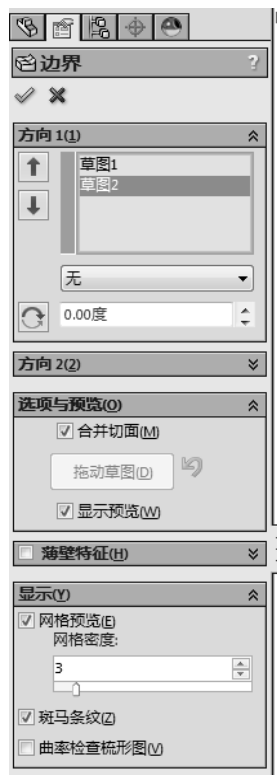 边界
?
方向1(1)
草图1
草图2
无
0.00度
方向 2(2)
选项与预览(O)
合并切面(M)
拖动草图(D)
显示预览(W)
薄壁特征(H)
显示(Y)
网格预览(E)
网格密度:
3
斑马条纹(Z)
曲率检查梳形图(V)